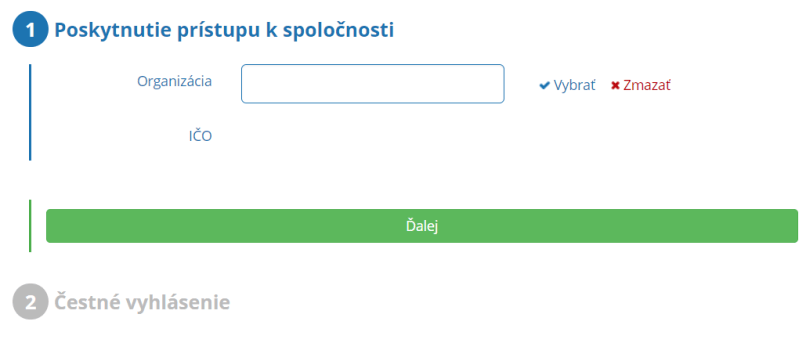 1 Poskytnutie prístupu k spoločnosti
Organizácia Vybrať Zmazať
IČO
Ďalej
2 Čestné vyhlásenie